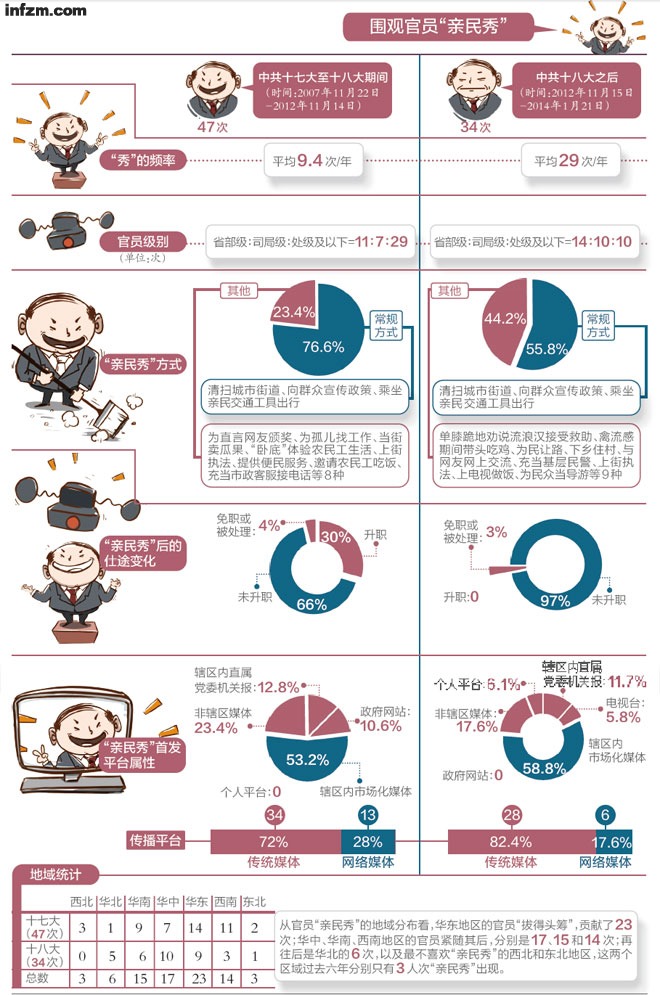 infzm.com
围观官员“亲民秀”
中共十七大至十八大期间
(时间:2007年11月22日
-2012年11月14日)
47次
中共十八大之后
(时间:2012年11月15日
-2014年1月21日)
34次
“秀”的频率
平均9.4次/年
平均29次/年
官员级别
(单位:次)
省部级:司局级:处级及以下=11:7:29
省部级:司局级:处级及以下=14:10:10
“亲民秀”方式
其他
23.4%
76.6%
常规
方式
清扫城市街道、向群众宣传政策、乘坐
亲民交通工具出行
为直言网友颁奖、为孤儿找工作、当街
卖瓜果、“卧底”体验农民工生活、上街
执法、提供便民服务、邀请农民工吃饭、
充当市政客服接电话等8种
其他
44.2%
55.8%
常规
方式
清扫城市街道、向群众宣传政策、乘坐
亲民交通工具出行
单膝跪地劝说流浪汉接受救助、禽流感
期间带头吃鸡、为民让路、下乡住村、与
网友网上交流、充当基层民警、上街执
法、上电视做饭、为民众当导游等9种
“亲民秀”后的
仕途变化
免职或
被处理:4%
30%
升职
未升职
66%
免职或
被处理:3%
升职:0
97%
未升职
“亲民秀”首发
平台属性
辖区内直属
党委机关报:12.8%
非辖区媒体
23.4%
政府网站:
10.6%
53.2%
个人平台:0
辖区内市场化媒体
个人平台:6.1%
辖区内直属
党委机关报:11.7%
非辖区媒体:
17.6%
电视台:
5.8%
辖区内
市场化媒体
58.8%
政府网站:0
传播平台
34
13
72%
28%
传统媒体
网络媒体
28
6
82.4%
17.6%
传统媒体
网络媒体
地域统计
西北 华北 华南 华中 华东 西南 东北
十七大
(47次)
3 1 9 7 14 11 2
十八大
(34次)
0 5 6 10 9 3 1
总数 3 6 15 17 23 14 3
从官员“亲民秀”的地域分布看,华东地区的官员“拔得头筹”,贡献了23
次;华中、华南、西南地区的官员紧随其后,分别是17、15和14次;再
往后是华北的6次,以及最不喜欢“亲民秀”的西北和东北地区,这两个
区域过去六年分别只有3人次“亲民秀”出现。